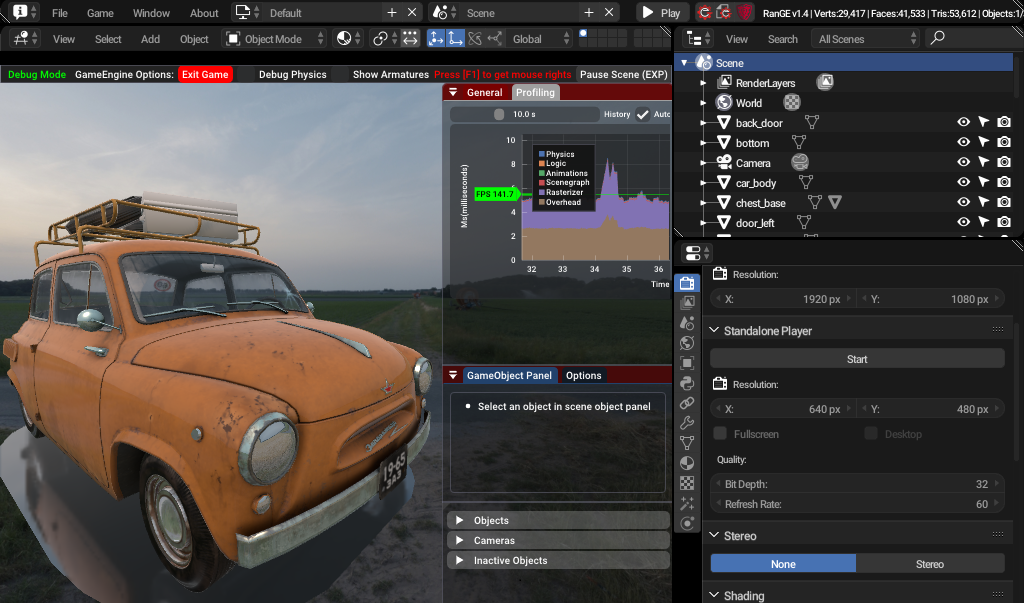 File Game Window About Default Scene Play RanGE v1.4 | Verts:29,417 | Faces:41,533 | Tris:53,612 | Objects:1/
View Select Add Object Object Mode Global
Debug Mode GameEngine Options: Exit Game Debug Physics Show Armatures Press [F1] to get mouse rights Pause Scene (EXP)
General Profiling
10.0 s History Auto
10
8
4
2
0
Ms(milliseconds)
FPS 141.7
Physics
Logic
Animations
Scenegraph
Rasterizer
Overhead
32 33 34 35 36
Time
GameObject Panel Options
Select an object in scene object panel
Objects
Cameras
Inactive Objects
19-65
View Search All Scenes
Scene
RenderLayers
World
back_door
bottom
Camera
car_body
chest_base
door_left
Resolution:
X: 1920 px Y: 1080 px
Standalone Player
Start
Resolution:
X: 640 px Y: 480 px
Fullscreen Desktop
Quality:
Bit Depth: 32
Refresh Rate: 60
Stereo
None Stereo
Shading